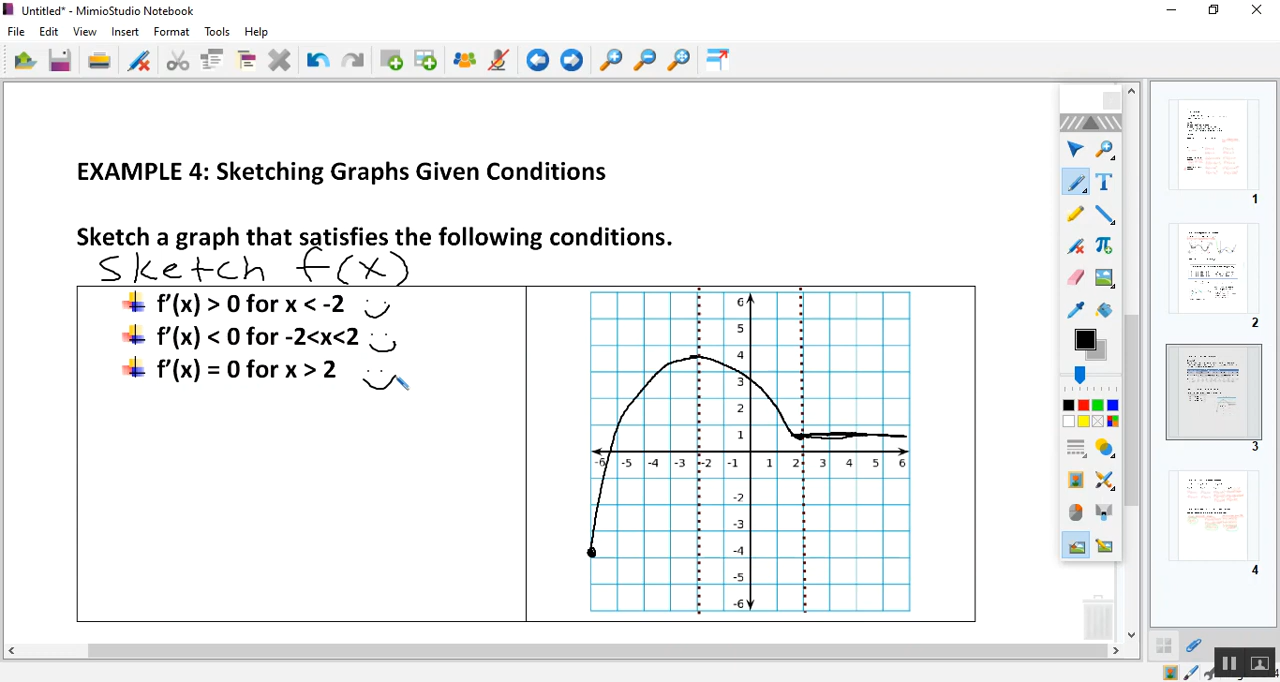 Untitled* - MimioStudio Notebook
File Edit View Insert Format Tools Help
EXAMPLE 4: Sketching Graphs Given Conditions
Sketch a graph that satisfies the following conditions.
Sketch f(x)
f'(x) > 0 for x < -2
f'(x) < 0 for -2<x<2
f'(x) = 0 for x > 2
6
5
4
3
2
1
-6 -5 -4 -3 -2 -1 1 2 3 4 5 6
-2
-3
-4
-5
-6
1
2
3
4